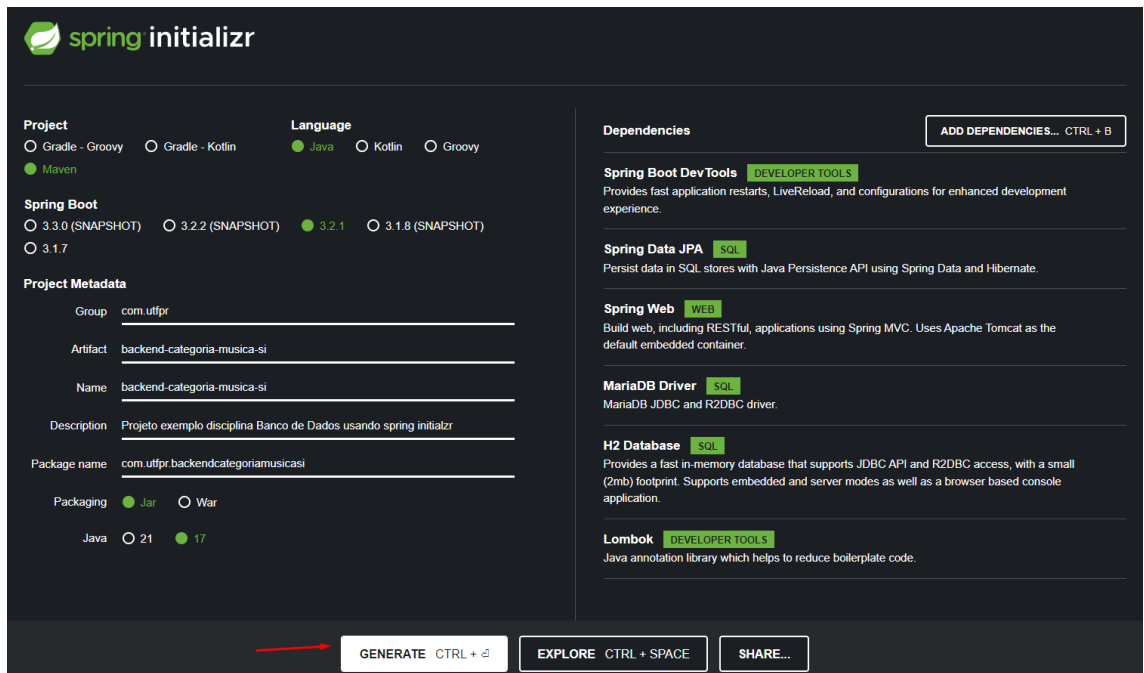 spring initializr
Project
Gradle - Groovy Gradle - Kotlin
Maven
Language
Java Kotlin Groovy
Spring Boot
3.3.0 (SNAPSHOT) 3.2.2 (SNAPSHOT) 3.2.1 3.1.8 (SNAPSHOT)
3.1.7
Project Metadata
Group com.utfpr
Artifact backend-categoria-musica-si
Name backend-categoria-musica-si
Description Projeto exemplo disciplina Banco de Dados usando spring initialzr
Package name com.utfpr.backendcategoriamusicasi
Packaging Jar War
Java 21 17
Dependencies ADD DEPENDENCIES... CTRL + B
Spring Boot DevTools DEVELOPER TOOLS
Provides fast application restarts, LiveReload, and configurations for enhanced development
experience.
Spring Data JPA SQL
Persist data in SQL stores with Java Persistence API using Spring Data and Hibernate.
Spring Web WEB
Build web, including RESTful, applications using Spring MVC. Uses Apache Tomcat as the
default embedded container.
MariaDB Driver SQL
MariaDB JDBC and R2DBC driver.
H2 Database SQL
Provides a fast in-memory database that supports JDBC API and R2DBC access, with a small
(2mb) footprint. Supports embedded and server modes as well as a browser based console
application.
Lombok DEVELOPER TOOLS
Java annotation library which helps to reduce boilerplate code.
GENERATE CTRL + ⏎ EXPLORE CTRL + SPACE SHARE...